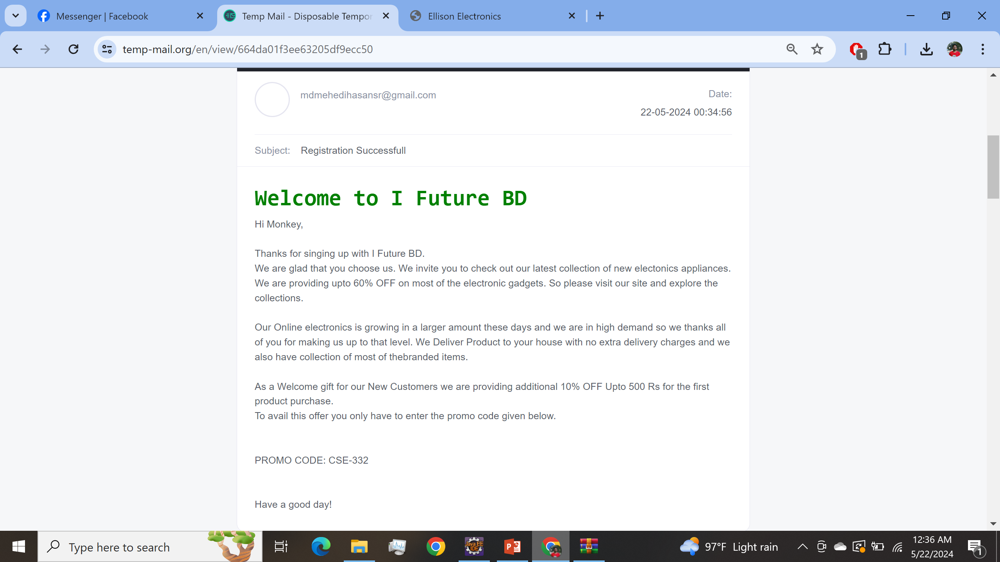 Messenger | Facebook
Temp Mail - Disposable Tempor
Ellison Electronics
temp-mail.org/en/view/664da01f3ee63205df9ecc50
1
mdmehedihasansr@gmail.com
Date:
22-05-2024 00:34:56
Subject: Registration Successfull
Welcome to I Future BD
Hi Monkey,
Thanks for singing up with I Future BD.
We are glad that you choose us. We invite you to check out our latest collection of new electonics appliances.
We are providing upto 60% OFF on most of the electronic gadgets. So please visit our site and explore the
collections.
Our Online electronics is growing in a larger amount these days and we are in high demand so we thanks all
of you for making us up to that level. We Deliver Product to your house with no extra delivery charges and we
also have collection of most of thebranded items.
As a Welcome gift for our New Customers we are providing additional 10% OFF Upto 500 Rs for the first
product purchase.
To avail this offer you only have to enter the promo code given below.
PROMO CODE: CSE-332
Have a good day!
Type here to search
Java EE
IDE
97°F Light rain
12:36 AM
5/22/2024
1